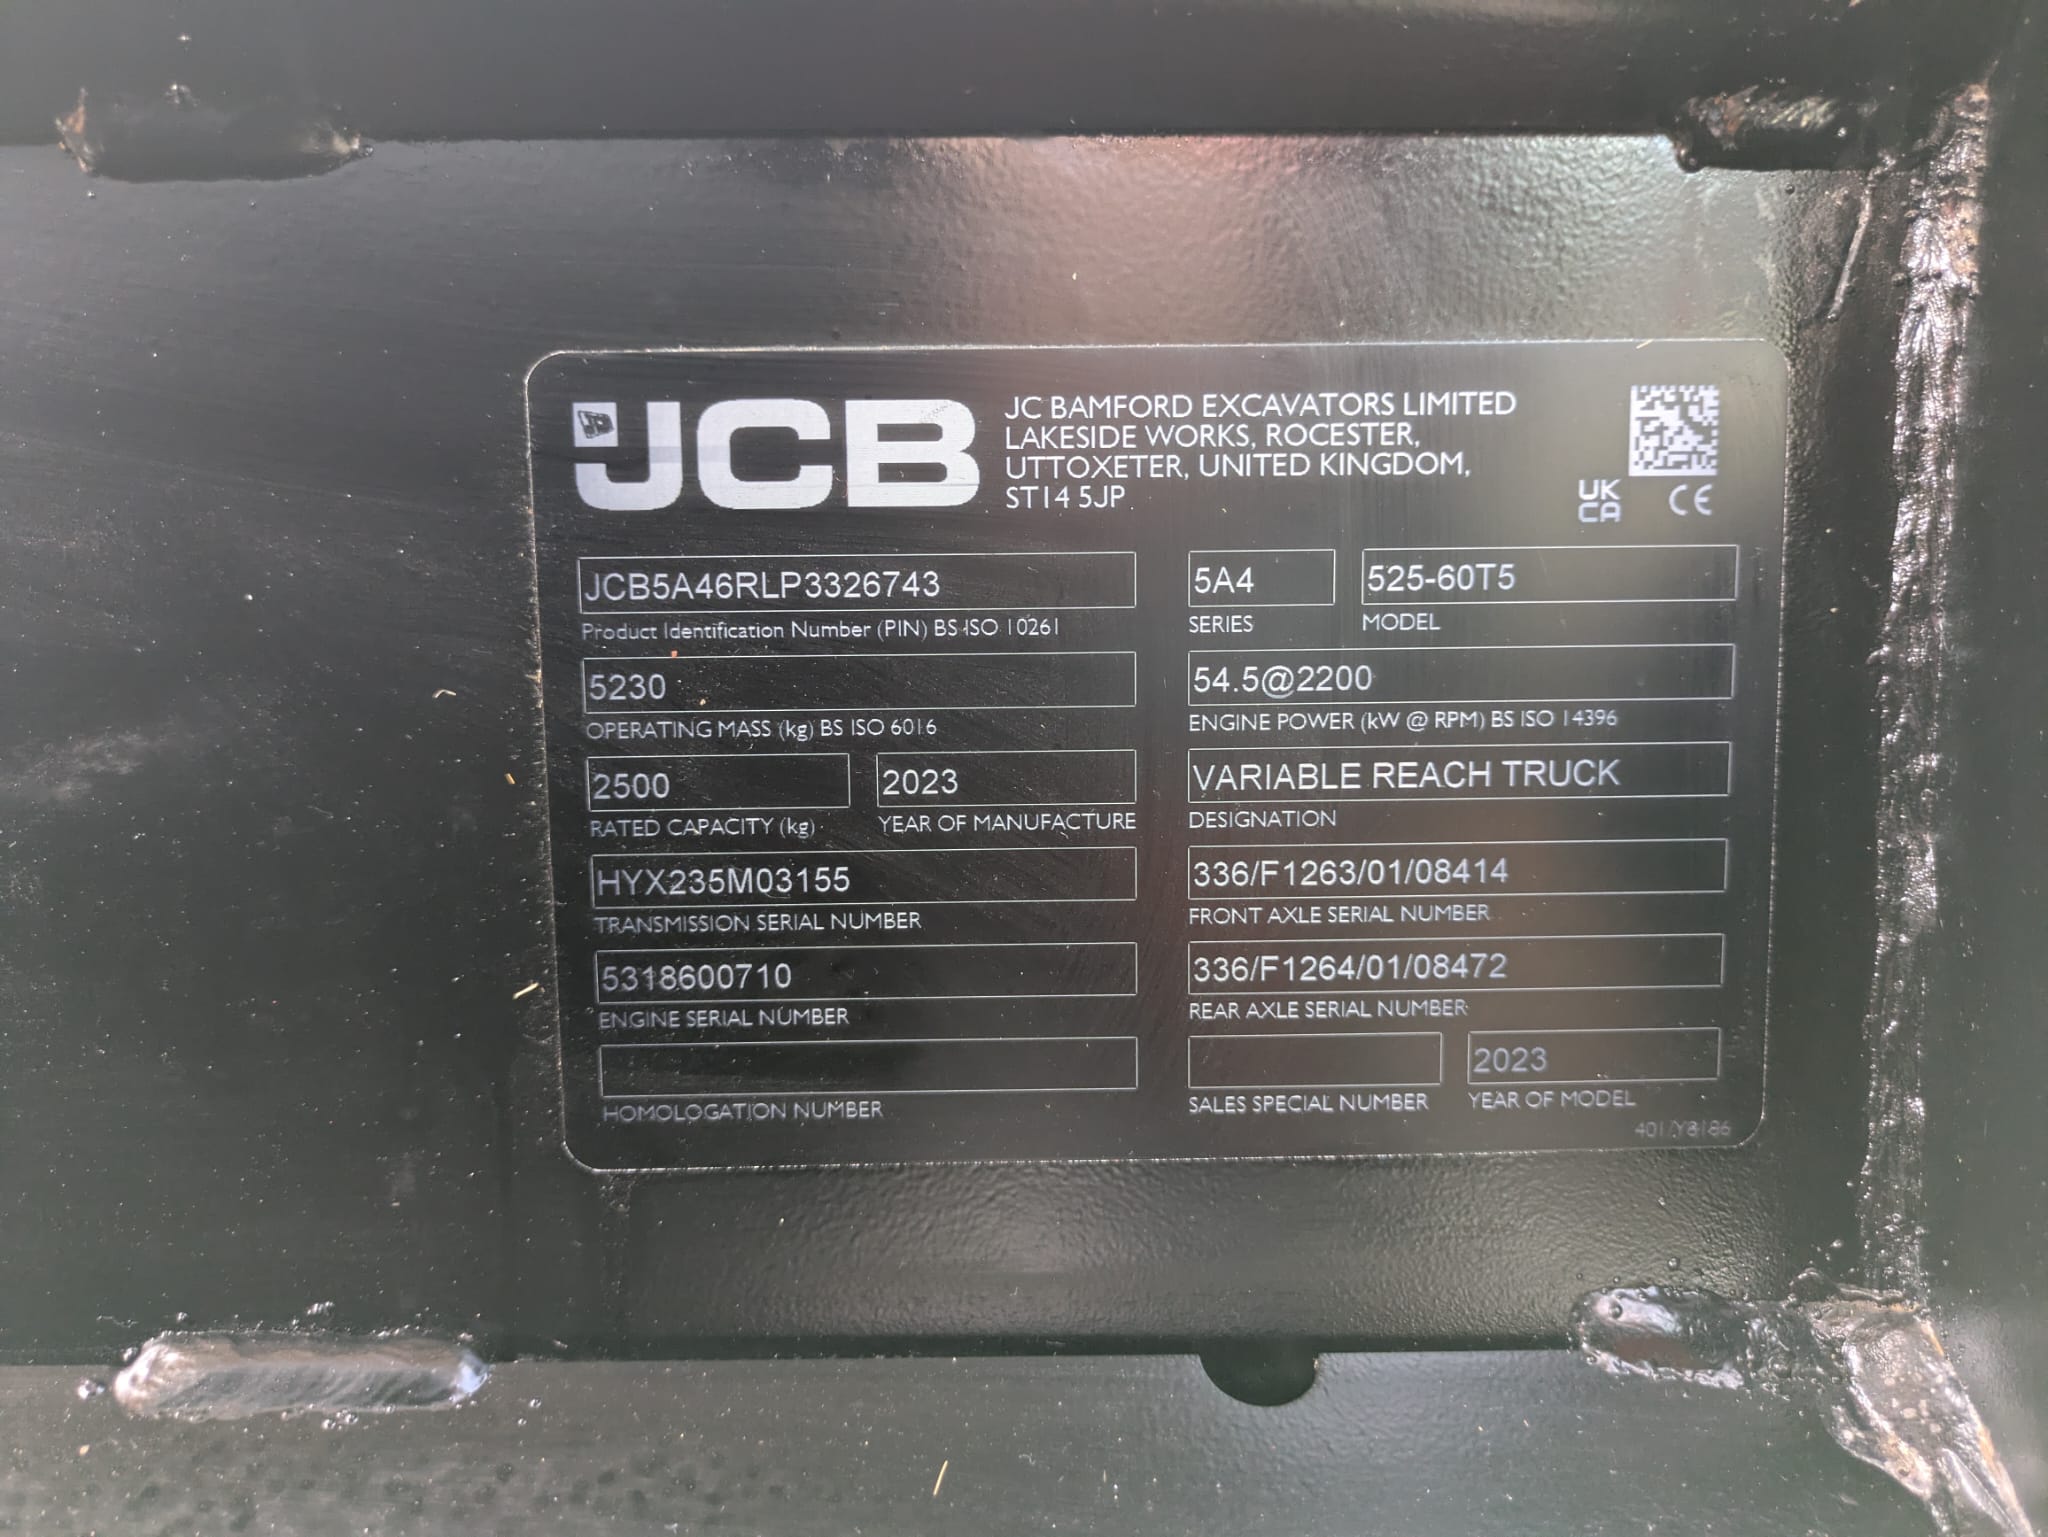 JCB
JC BAMFORD EXCAVATORS LIMITED
LAKESIDE WORKS, ROCESTER,
UTTOXETER, UNITED KINGDOM,
ST14 5JP
UK
CA
CE
JCB5A46RLP3326743
Product Identification Number (PIN) BS ISO 10261
5A4
SERIES
525-60T5
MODEL
5230
OPERATING MASS (kg) BS ISO 6016
54.5@2200
ENGINE POWER (kW @ RPM) BS ISO 14396
2500
RATED CAPACITY (kg)
2023
YEAR OF MANUFACTURE
VARIABLE REACH TRUCK
DESIGNATION
HYX235M03155
TRANSMISSION SERIAL NUMBER
336/F1263/01/08414
FRONT AXLE SERIAL NUMBER
5318600710
ENGINE SERIAL NUMBER
336/F1264/01/08472
REAR AXLE SERIAL NUMBER
HOMOLOGATION NUMBER
SALES SPECIAL NUMBER
2023
YEAR OF MODEL
401/Y8186